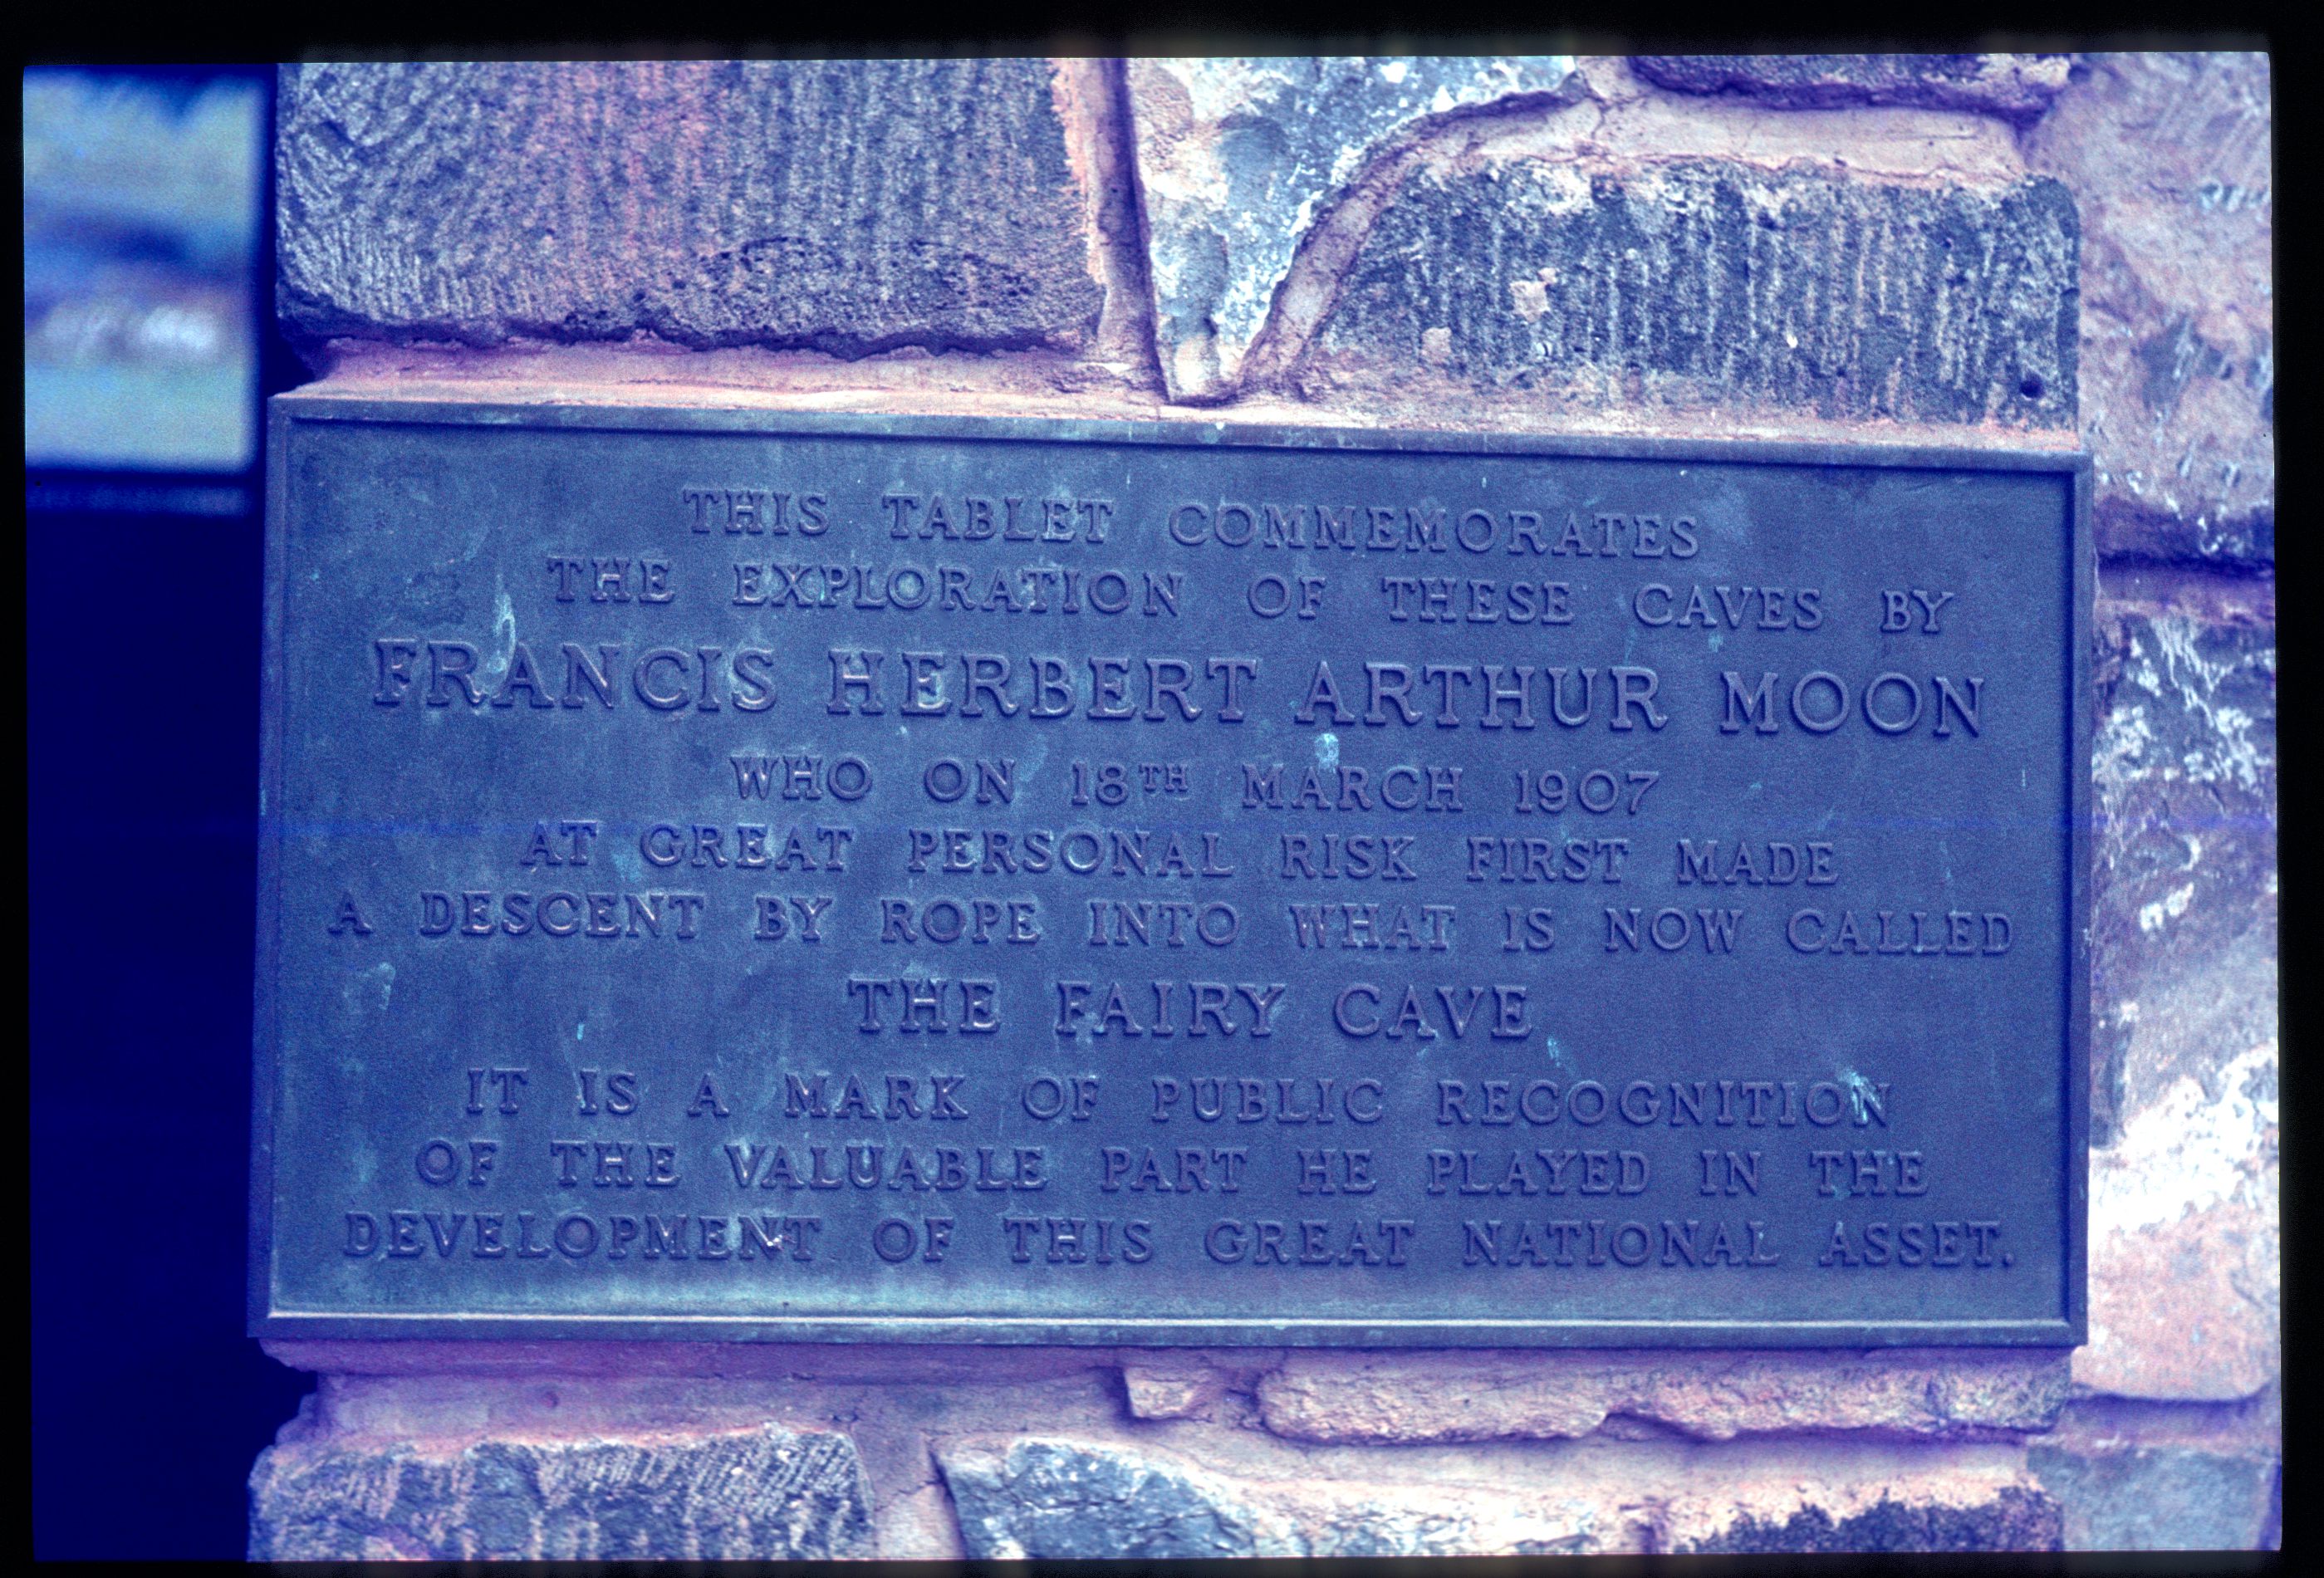 THIS TABLET COMMEMORATES
THE EXPLORATION OF THESE CAVES BY
FRANCIS HERBERT ARTHUR MOON
WHO ON 18TH MARCH 1907
AT GREAT PERSONAL RISK FIRST MADE
A DESCENT BY ROPE INTO WHAT IS NOW CALLED
THE FAIRY CAVE
IT IS A MARK OF PUBLIC RECOGNITION
OF THE VALUABLE PART HE PLAYED IN THE
DEVELOPMENT OF THIS GREAT NATIONAL ASSET.